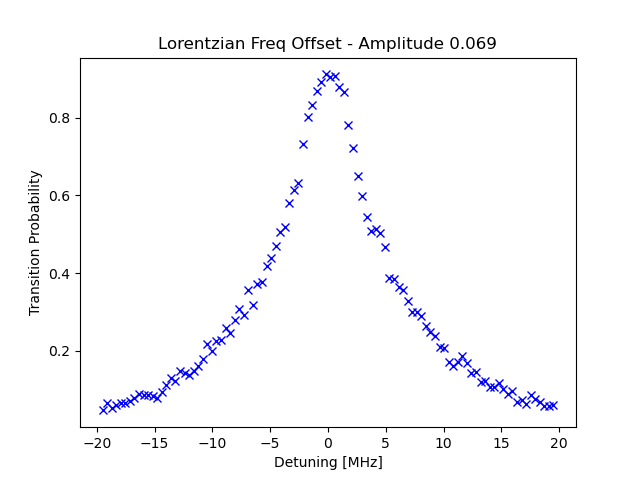 Lorentzian Freq Offset - Amplitude 0.069
Transition Probability
0.8
0.6
0.4
0.2
−20 −15 −10 −5 0 5 10 15 20
Detuning [MHz]